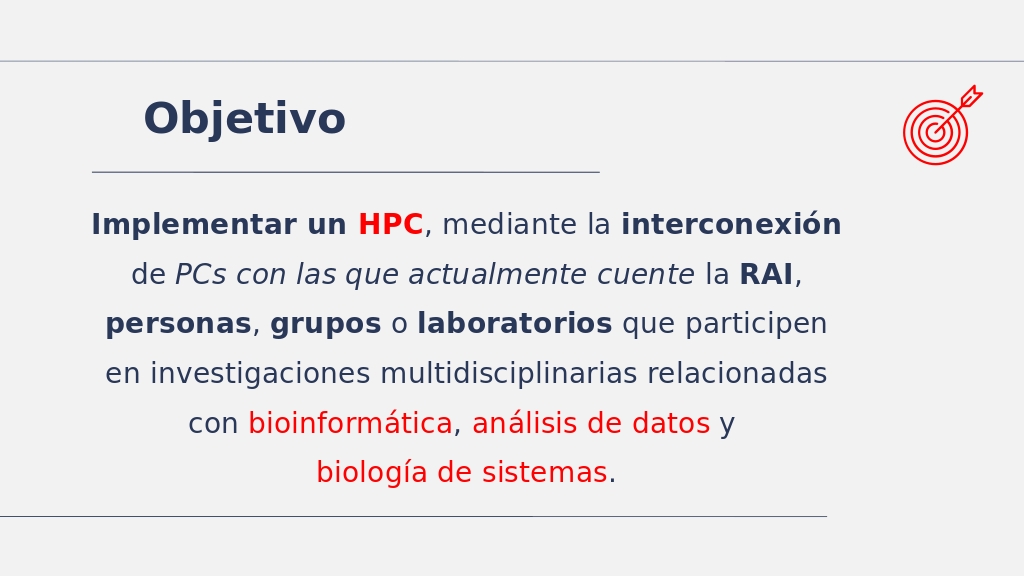 Objetivo
Implementar un HPC, mediante la interconexión
de PCs con las que actualmente cuente la RAI,
personas, grupos o laboratorios que participen
en investigaciones multidisciplinarias relacionadas
con bioinformática, análisis de datos y
biología de sistemas.